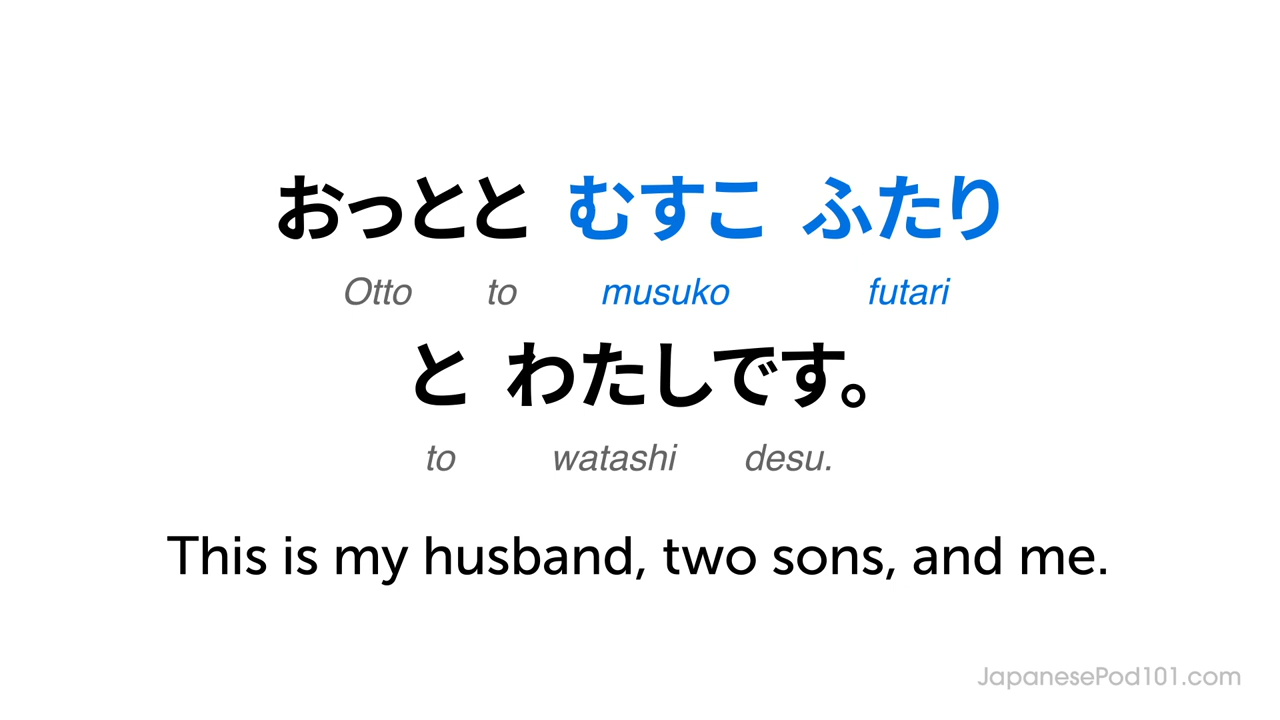 おっとと むすこ ふたり
Otto to musuko futari
と わたしです。
to watashi desu.
This is my husband, two sons, and me.
JapanesePod101.com